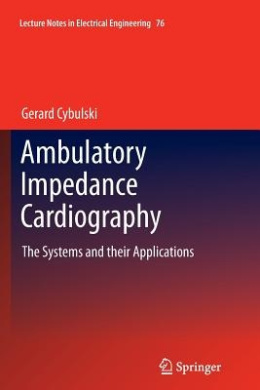 Lecture Notes in Electrical Engineering 76
Gerard Cybulski
Ambulatory
Impedance
Cardiography
The Systems and their Applications
Springer